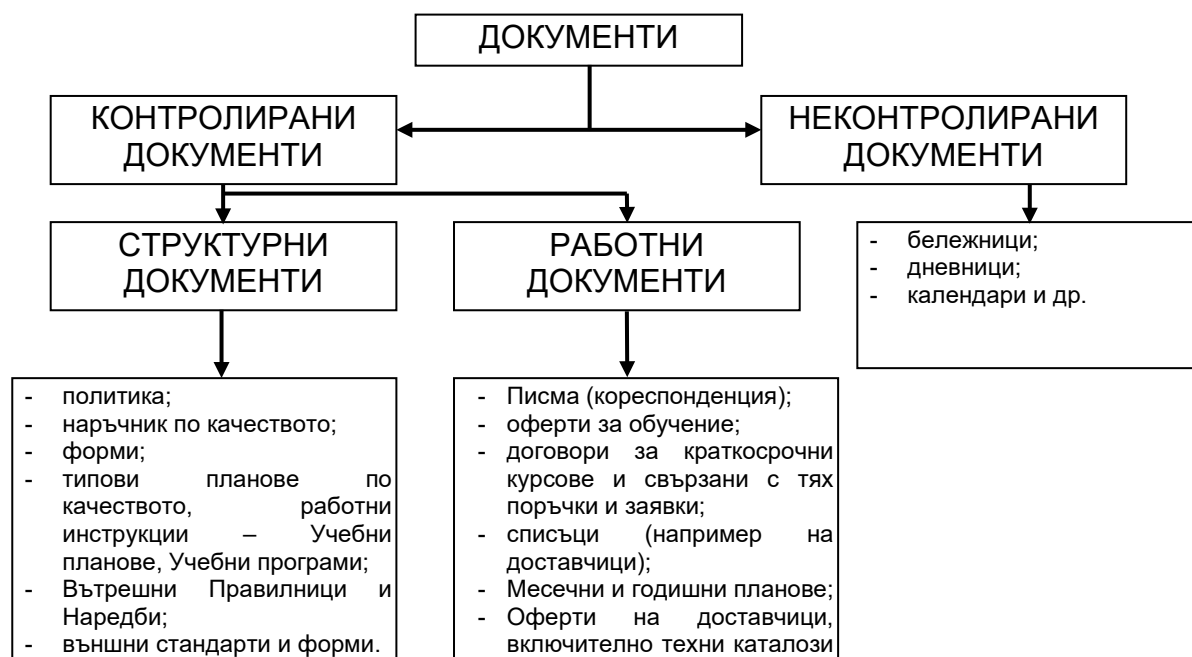 ДОКУМЕНТИ
КОНТРОЛИРАНИ
ДОКУМЕНТИ
НЕКОНТРОЛИРАНИ
ДОКУМЕНТИ
СТРУКТУРНИ
ДОКУМЕНТИ
РАБОТНИ
ДОКУМЕНТИ
- бележници;
- дневници;
- календари и др.
- политика;
- наръчник по качеството;
- форми;
- типови планове по
качеството, работни
инструкции – Учебни
планове, Учебни програми;
- Вътрешни Правилници и
Наредби;
- външни стандарти и форми.
- Писма (кореспонденция);
- оферти за обучение;
- договори за краткосрочни
курсове и свързани с тях
поръчки и заявки;
- списъци (например на
доставчици);
- Месечни и годишни планове;
- Оферти на доставчици,
включително техни каталози